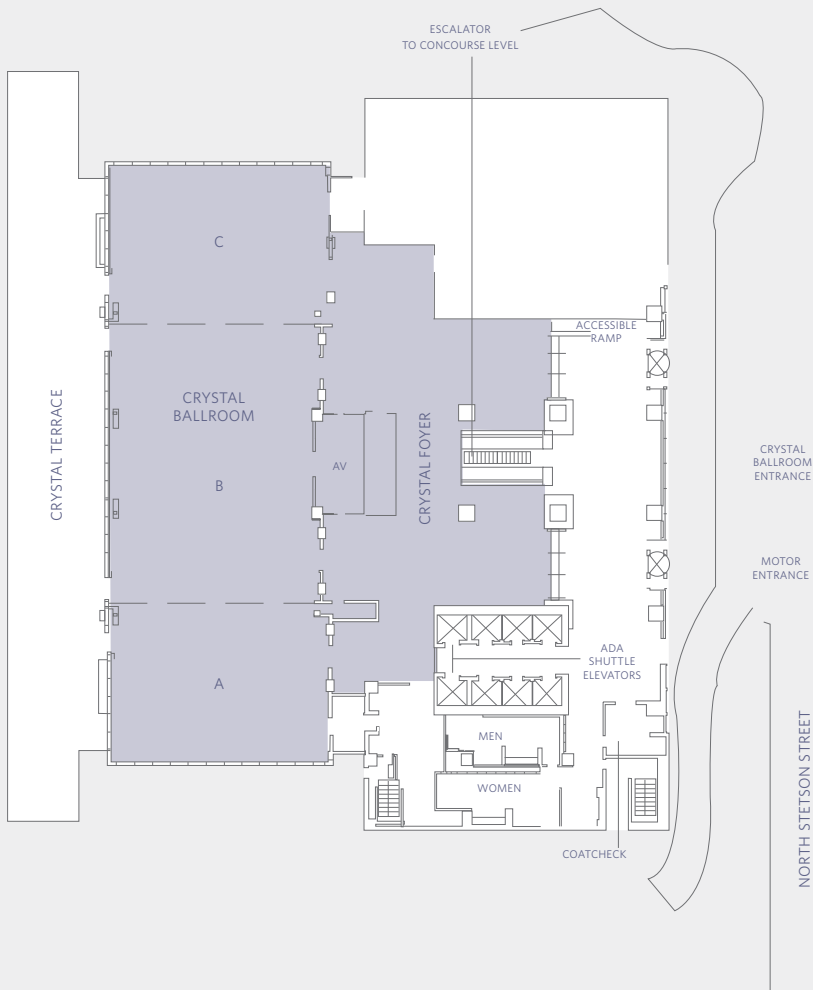 ESCALATOR
TO CONCOURSE LEVEL
C
ACCESSIBLE
RAMP
CRYSTAL TERRACE
CRYSTAL
BALLROOM
CRYSTAL FOYER
AV
B
CRYSTAL
BALLROOM
ENTRANCE
MOTOR
ENTRANCE
ADA
SHUTTLE
ELEVATORS
A
MEN
WOMEN
COATCHECK
NORTH STETSON STREET